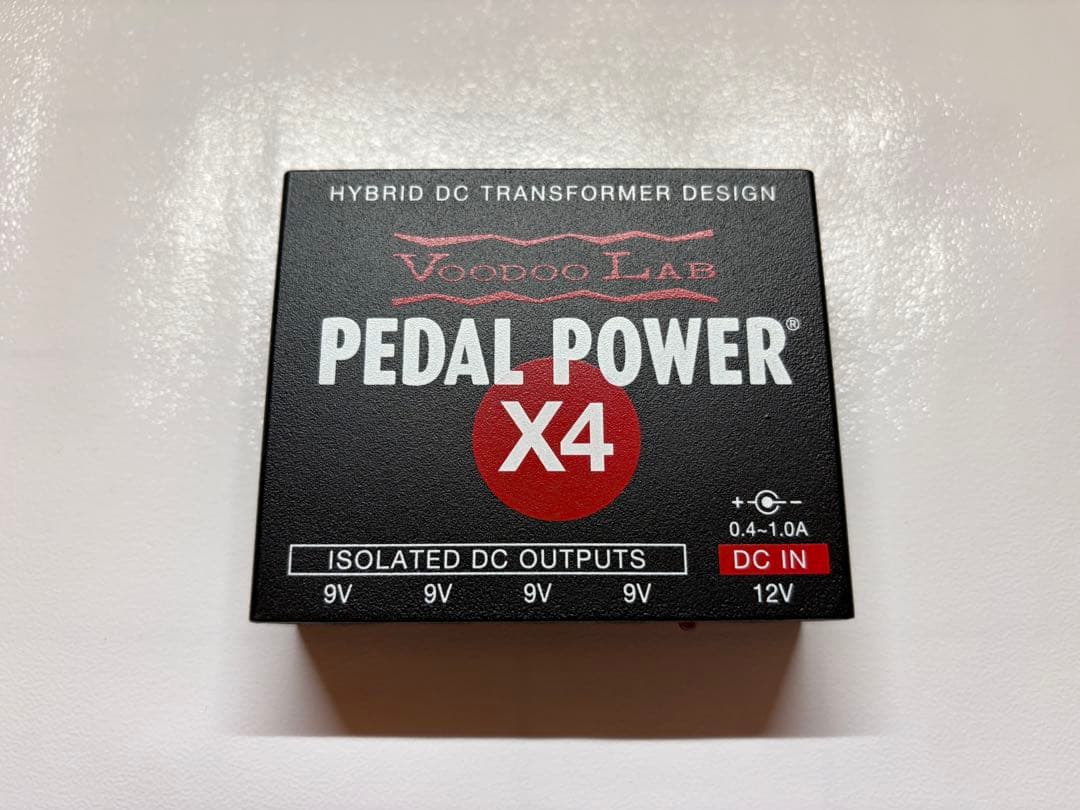 HYBRID DC TRANSFORMER DESIGN
VOODOO LAB
PEDAL POWER®
X4
+ -
0.4~1.0A
ISOLATED DC OUTPUTS DC IN
9V 9V 9V 9V 12V